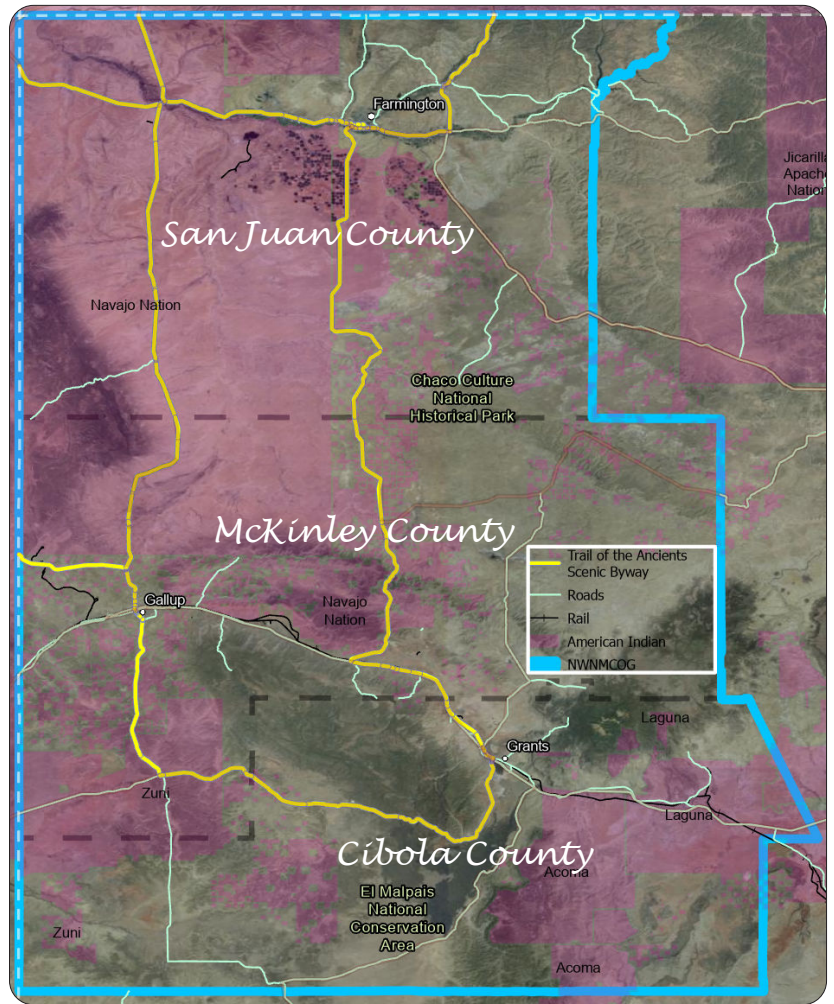 Farmington
Jicarilla
Apache
Nation
San Juan County
Navajo Nation
Chaco Culture
National
Historical Park
McKinley County
Trail of the Ancients
Scenic Byway
Roads
Rail
American Indian
NWNMCOG
Gallup
Navajo
Nation
Laguna
Grants
Zuni
Laguna
Cibola County
Acoma
El Malpais
National
Conservation
Area
Zuni
Acoma